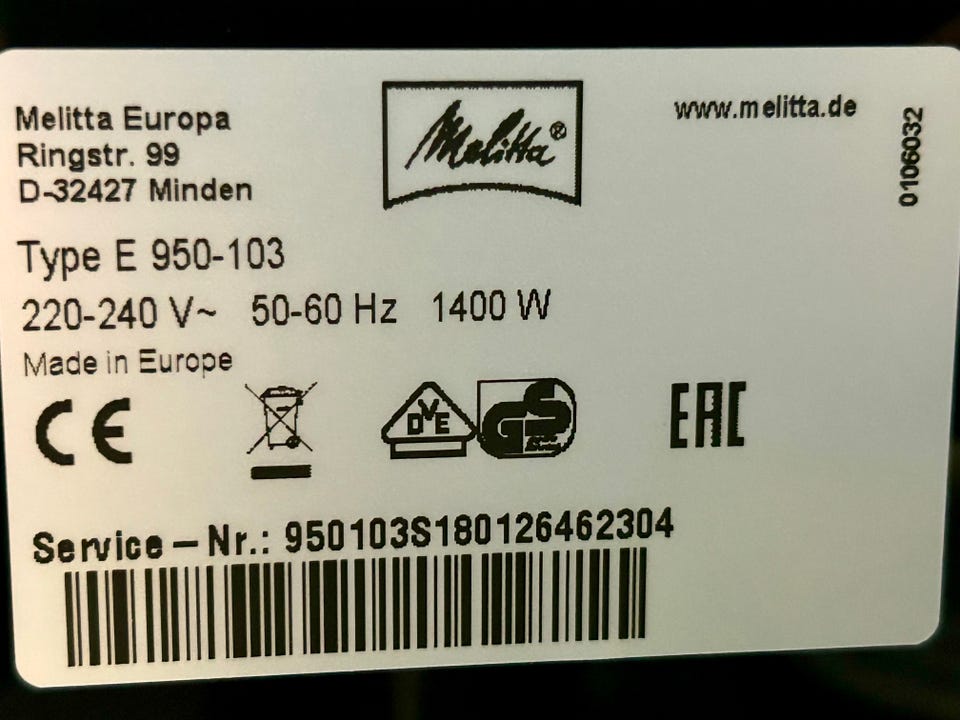 Melitta Europa
Ringstr. 99
D-32427 Minden
Melitta®
www.melitta.de
0106032
Type E 950-103
220-240 V~ 50-60 Hz 1400 W
Made in Europe
CE
DVE
GS
EAC
Service – Nr.: 950103S180126462304